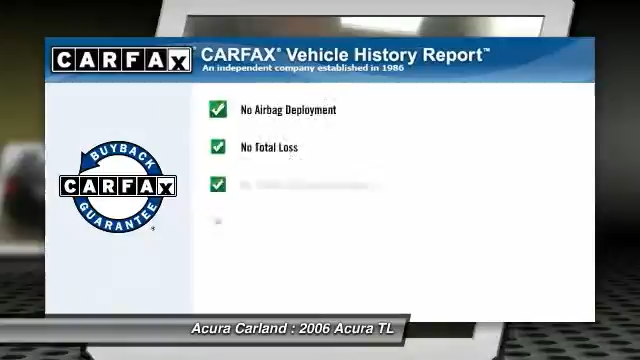 CARFAX® CARFAX® Vehicle History Report™
An independent company established in 1986
No Airbag Deployment
No Total Loss
BUYBACK
CARFAX
GUARANTEE
*
Acura Carland : 2006 Acura TL